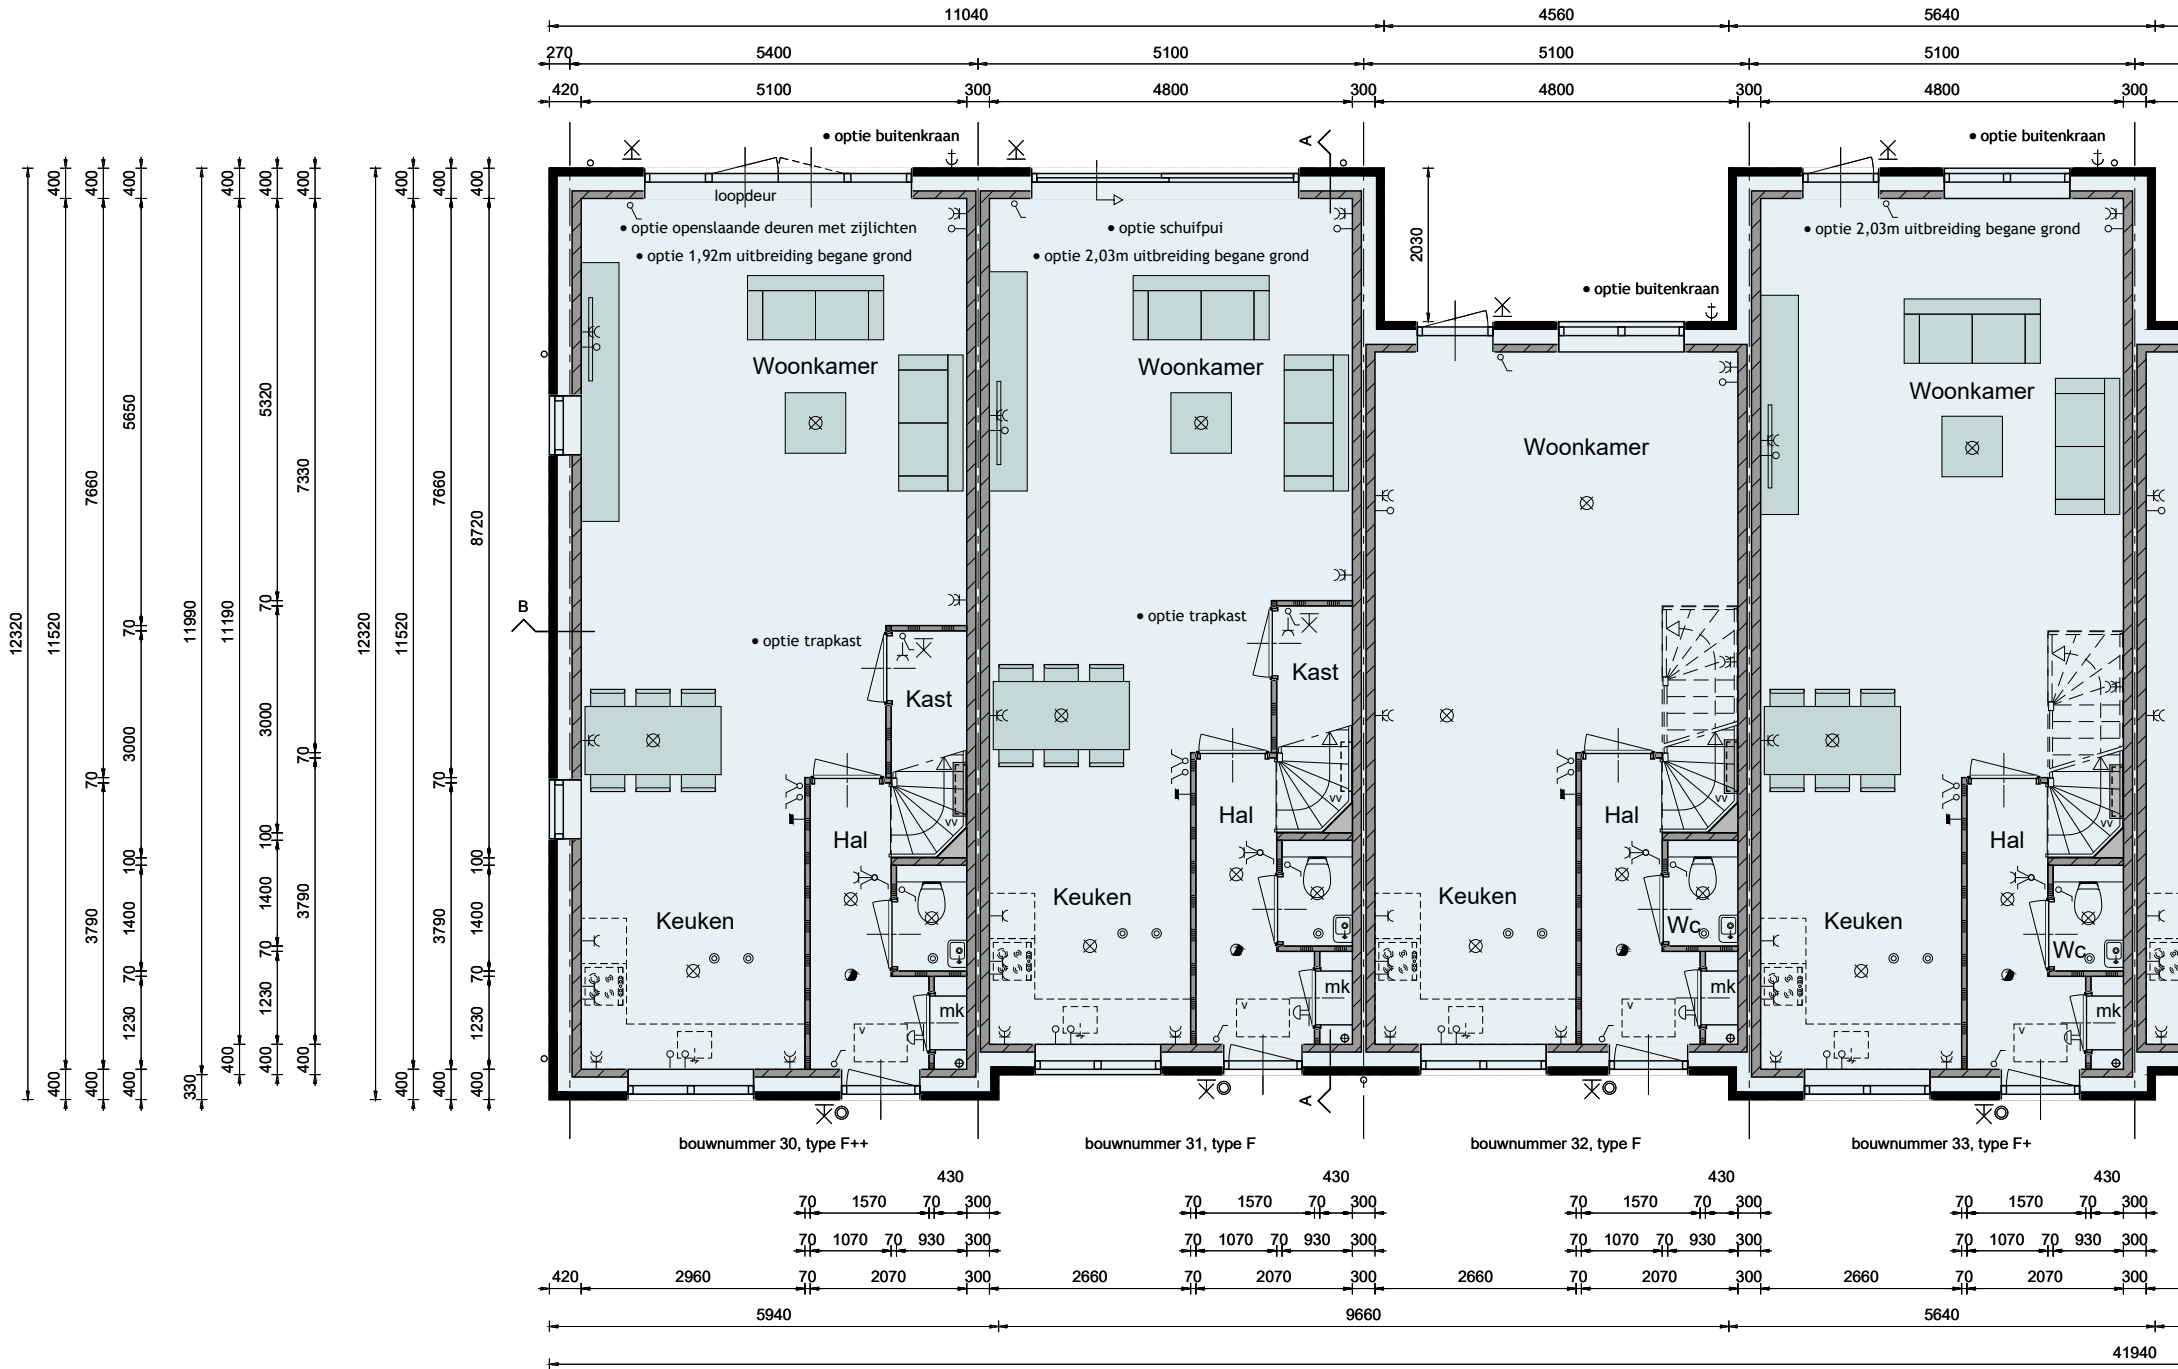 11040 4560 5640
270 5400 5100 5100 5100
420 5100 300 4800 300 4800 300 4800 300
• optie buitenkraan
• optie buitenkraan
A
400 400 400 400 400 400 400 400 400
loopdeur
• optie openslaande deuren met zijlichten
• optie schuifpui
• optie 2,03m uitbreiding begane grond
• optie 1,92m uitbreiding begane grond
• optie 2,03m uitbreiding begane grond
2030
• optie buitenkraan
Woonkamer
Woonkamer
Woonkamer
Woonkamer
12320 11520 7660 5650 11990 11190 5320 7330 12320 11520 7660 8720
70 70
B
• optie trapkast
• optie trapkast
Kast
Kast
3000 3000
70 70 70
vv
vv
vv
vv
Hal
Hal
Hal
Hal
100 100 100
3790 1400 1400 3790 3790 1400
Keuken
Keuken
Keuken
Keuken
Wc
Wc
70 70 70
1230 1230 1230
mk
mk
mk
mk
v
v
v
v
400 400 400 330 400 400 400 400 400 400
A
bouwnummer 30, type F++
bouwnummer 31, type F
bouwnummer 32, type F
bouwnummer 33, type F+
430 430 430 430
70 1570 70 300 70 1570 70 300 70 1570 70 300 70 1570 70 300
70 1070 70 930 300 70 1070 70 930 300 70 1070 70 930 300 70 1070 70 930 300
420 2960 70 2070 300 2660 70 2070 300 2660 70 2070 300 2660 70 2070 300
5940 9660 5640
41940